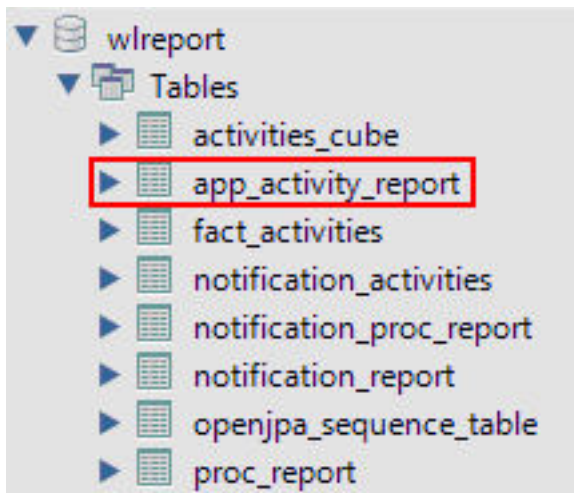 wlreport
Tables
activities_cube
app_activity_report
fact_activities
notification_activities
notification_proc_report
notification_report
openjpa_sequence_table
proc_report